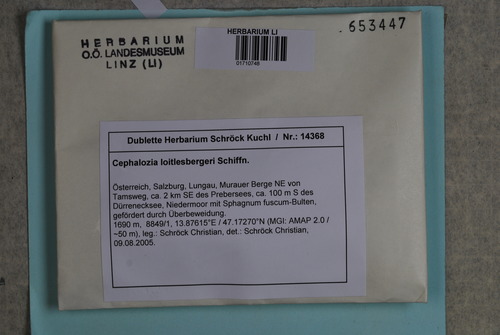 HERBARIUM
O.Ö. LANDESMUSEUM
LINZ (LI)
HERBARIUM LI
01710748
.653447
Dublette Herbarium Schröck Kuchl / Nr.: 14368
Cephalozia loitlesbergeri Schiffn.
Österreich, Salzburg, Lungau, Murauer Berge NE von
Tamsweg, ca. 2 km SE des Prebersees, ca. 100 m S des
Dürrenecksee, Niedermoor mit Sphagnum fuscum-Bulten,
gefördert durch Überbeweidung.
1690 m, 8849/1, 13.87615°E / 47.17270°N (MGI: AMAP 2.0 /
~50 m), leg.: Schröck Christian, det.: Schröck Christian,
09.08.2005.